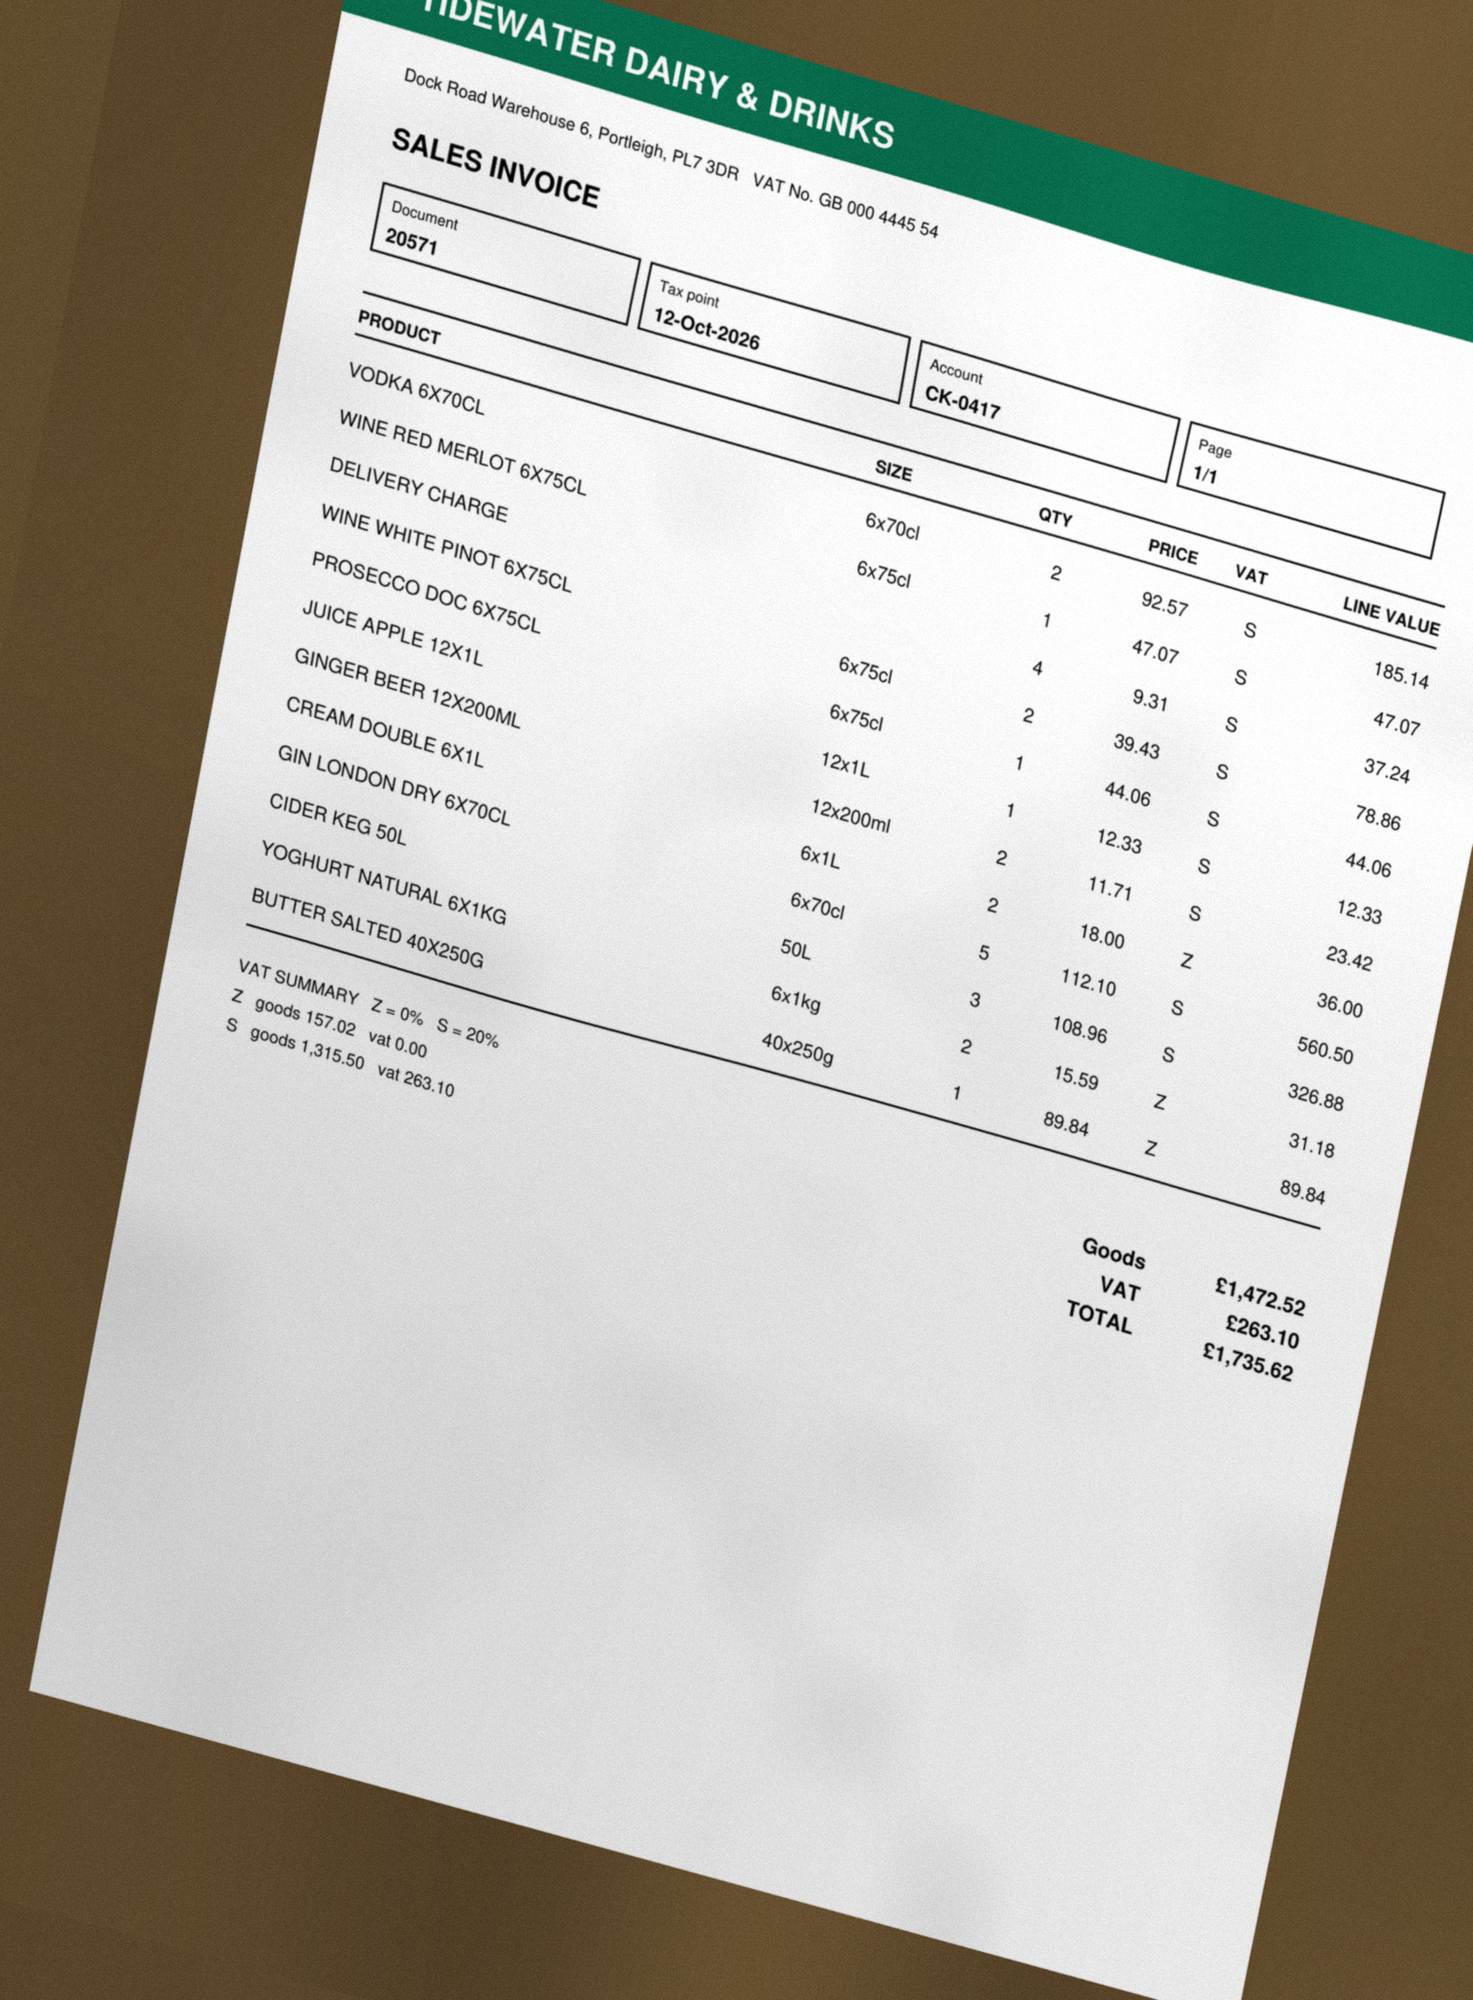 TIDEWATER DAIRY & DRINKS
Dock Road Warehouse 6, Portleigh, PL7 3DR VAT No. GB 000 4445 54
SALES INVOICE
Document Tax point Account Page
20571 12-Oct-2026 CK-0417 1/1
PRODUCT SIZE QTY PRICE VAT LINE VALUE
VODKA 6X70CL 6x70cl 2 92.57 S 185.14
WINE RED MERLOT 6X75CL 6x75cl 1 47.07 S 47.07
DELIVERY CHARGE 4 9.31 S 37.24
WINE WHITE PINOT 6X75CL 6x75cl 2 39.43 S 78.86
PROSECCO DOC 6X75CL 6x75cl 1 44.06 S 44.06
JUICE APPLE 12X1L 12x1L 1 12.33 S 12.33
GINGER BEER 12X200ML 12x200ml 2 11.71 S 23.42
CREAM DOUBLE 6X1L 6x1L 2 18.00 Z 36.00
GIN LONDON DRY 6X70CL 6x70cl 5 112.10 S 560.50
CIDER KEG 50L 50L 3 108.96 S 326.88
YOGHURT NATURAL 6X1KG 6x1kg 2 15.59 Z 31.18
BUTTER SALTED 40X250G 40x250g 1 89.84 Z 89.84
VAT SUMMARY Z = 0% S = 20%
Z goods 157.02 vat 0.00
S goods 1,315.50 vat 263.10
Goods £1,472.52
VAT £263.10
TOTAL £1,735.62